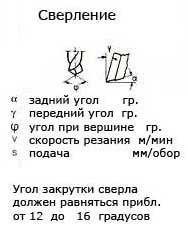 Сверление
γ
α
φ
α задний угол гр.
γ передний угол гр.
φ угол при вершине гр.
v скорость резания м/мин
s подача мм/обор
Угол закрутки сверла
должен равняться прибл.
от 12 до 16 градусов